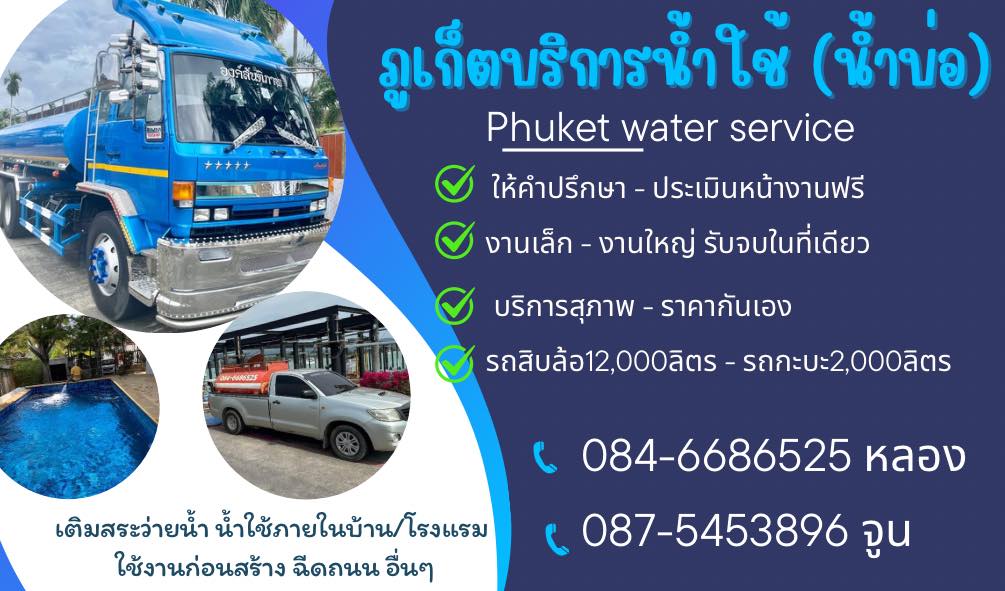 ภูเก็ตบริการน้ำใช้ (น้ำบ่อ)
Phuket water service
ให้คำปรึกษา - ประเมินหน้างานฟรี
งานเล็ก - งานใหญ่ รับจบในที่เดียว
บริการสุภาพ - ราคากันเอง
รถสิบล้อ12,000ลิตร - รถกะบะ2,000ลิตร
084-6686525 หลอง
087-5453896 จูน
084-6686525
เติมสระว่ายน้ำ น้ำใช้ภายในบ้าน/โรงแรม
ใช้งานก่อนสร้าง ฉีดถนน อื่นๆ